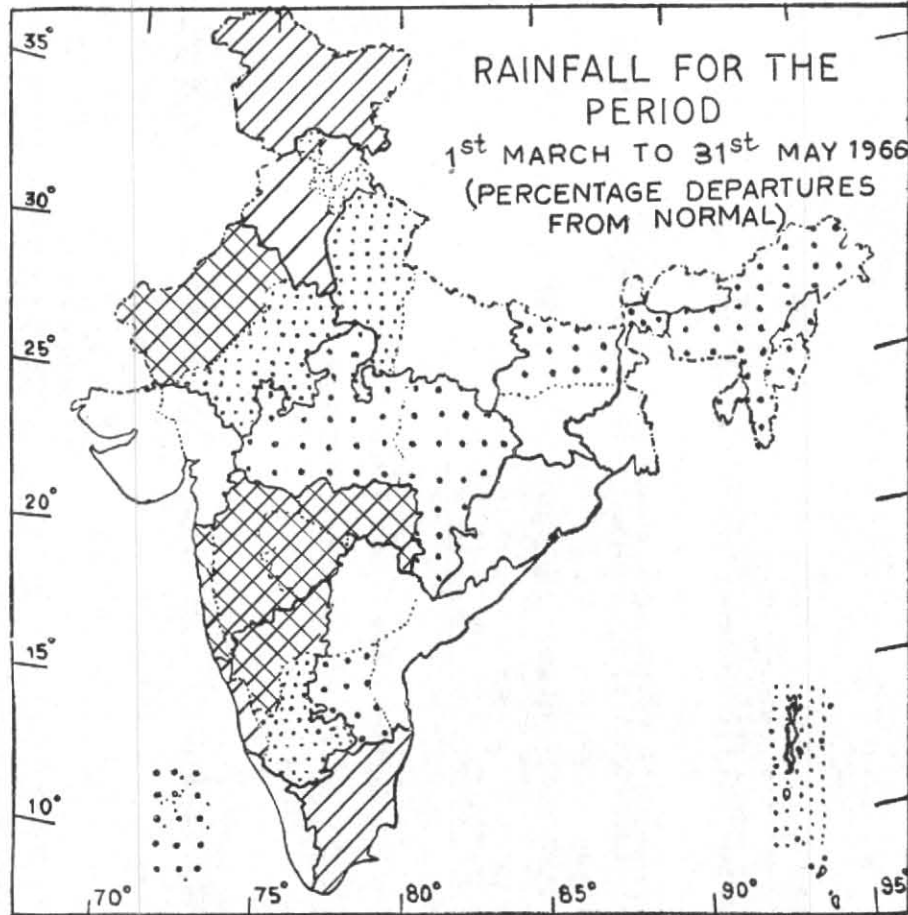 RAINFALL FOR THE
PERIOD
1st MARCH TO 31st MAY 1966
(PERCENTAGE DEPARTURES
FROM NORMAL)
35°
30°
25°
20°
15°
10°
70° 75° 80° 85° 90° 95°